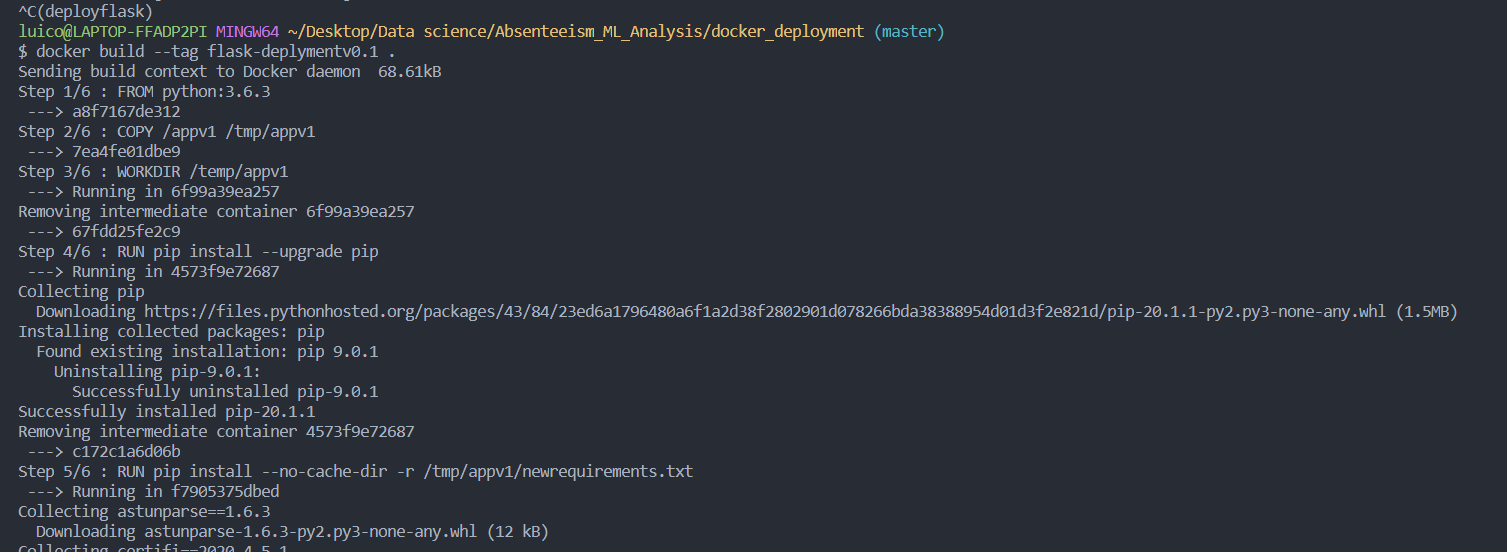 ^C(deployflask)
luico@LAPTOP-FFADP2PI MINGW64 ~/Desktop/Data science/Absenteeism_ML_Analysis/docker_deployment (master)
$ docker build --tag flask-deplymentv0.1 .
Sending build context to Docker daemon  68.61kB
Step 1/6 : FROM python:3.6.3
 ---> a8f7167de312
Step 2/6 : COPY /appv1 /tmp/appv1
 ---> 7ea4fe01dbe9
Step 3/6 : WORKDIR /temp/appv1
 ---> Running in 6f99a39ea257
Removing intermediate container 6f99a39ea257
 ---> 67fdd25fe2c9
Step 4/6 : RUN pip install --upgrade pip
 ---> Running in 4573f9e72687
Collecting pip
  Downloading https://files.pythonhosted.org/packages/43/84/23ed6a1796480a6f1a2d38f2802901d078266bda38388954d01d3f2e821d/pip-20.1.1-py2.py3-none-any.whl (1.5MB)
Installing collected packages: pip
  Found existing installation: pip 9.0.1
    Uninstalling pip-9.0.1:
      Successfully uninstalled pip-9.0.1
Successfully installed pip-20.1.1
Removing intermediate container 4573f9e72687
 ---> c172c1a6d06b
Step 5/6 : RUN pip install --no-cache-dir -r /tmp/appv1/newrequirements.txt
 ---> Running in f7905375dbed
Collecting astunparse==1.6.3
  Downloading astunparse-1.6.3-py2.py3-none-any.whl (12 kB)
Collecting certifi==2020.4.5.1